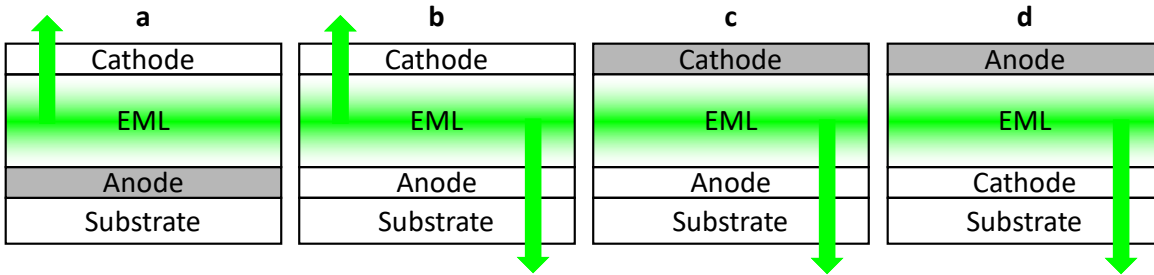 a b c d
Cathode Cathode Cathode Anode
EML EML EML EML
Anode Anode Anode Cathode
Substrate Substrate Substrate Substrate